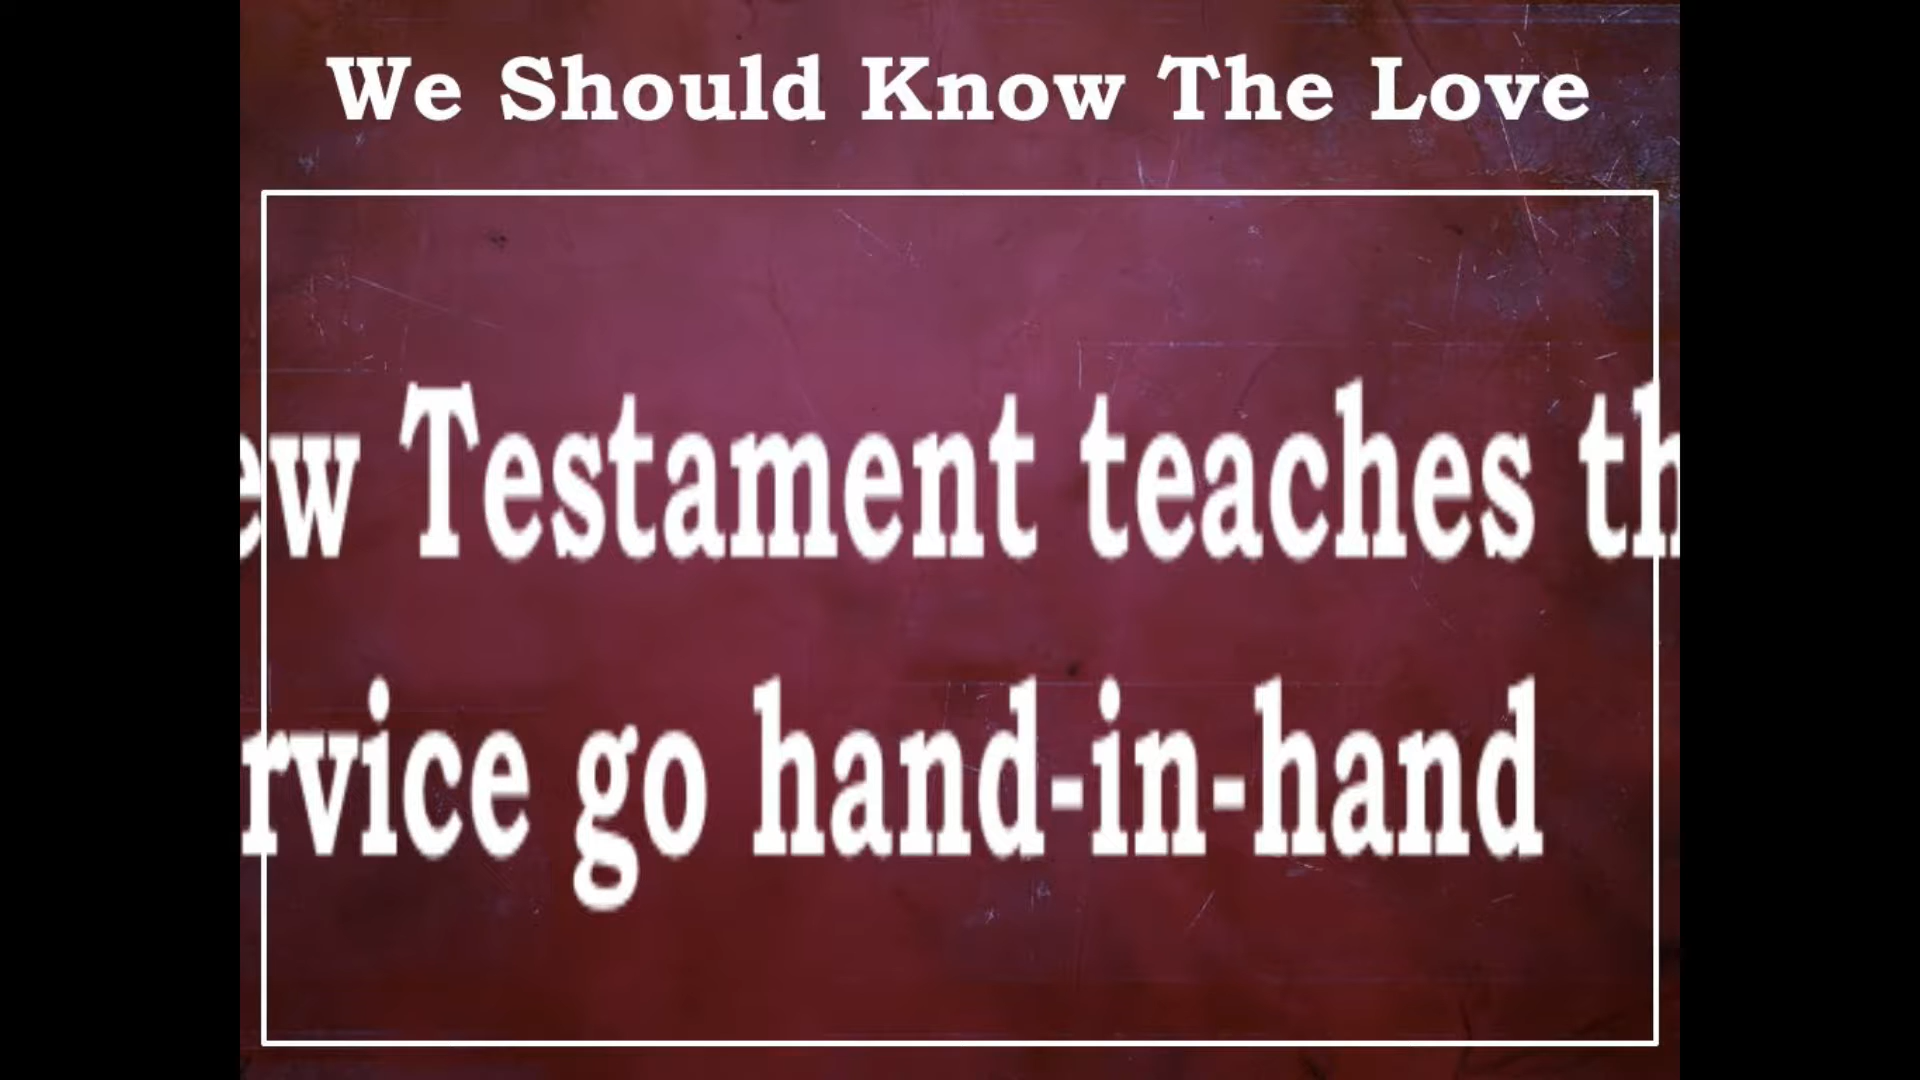 We Should Know The Love
ew Testament teaches th
rvice go hand-in-hand